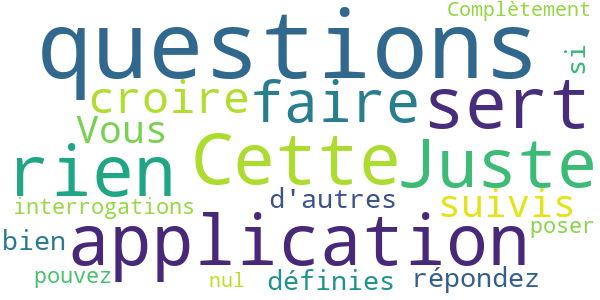 Complètement
questions si
croire faire sert
Vous
rien Cette Juste
d'autres suivis
interrogations
bien application poser
pouvez nul définies répondez